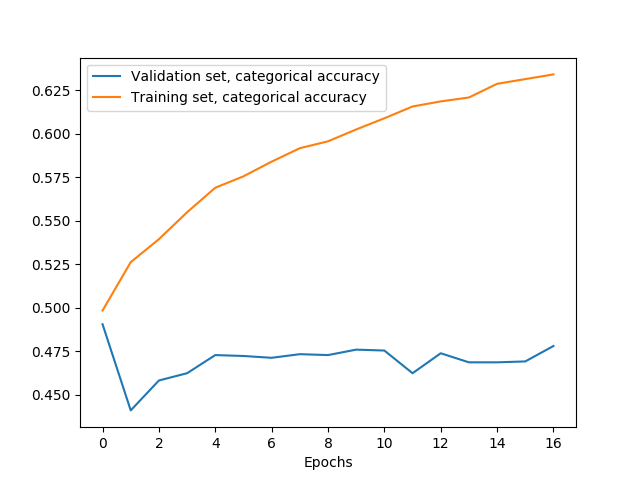 Validation set, categorical accuracy
Training set, categorical accuracy
0.625
0.600
0.575
0.550
0.525
0.500
0.475
0.450
0 2 4 6 8 10 12 14 16
Epochs